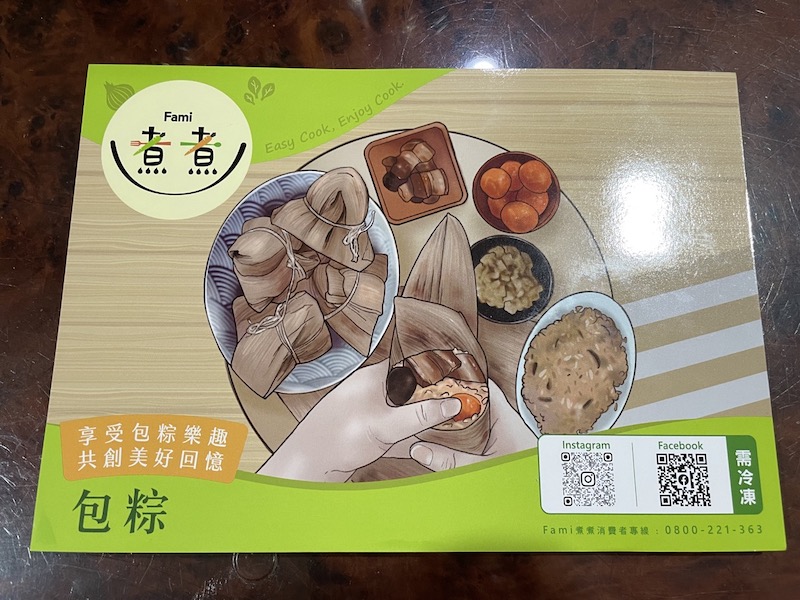 Fami
煮煮
Easy Cook, Enjoy Cook
享受包粽樂趣
共創美好回憶
包粽
Instagram
Facebook
需冷凍
Fami煮煮消費者專線：0800-221-363